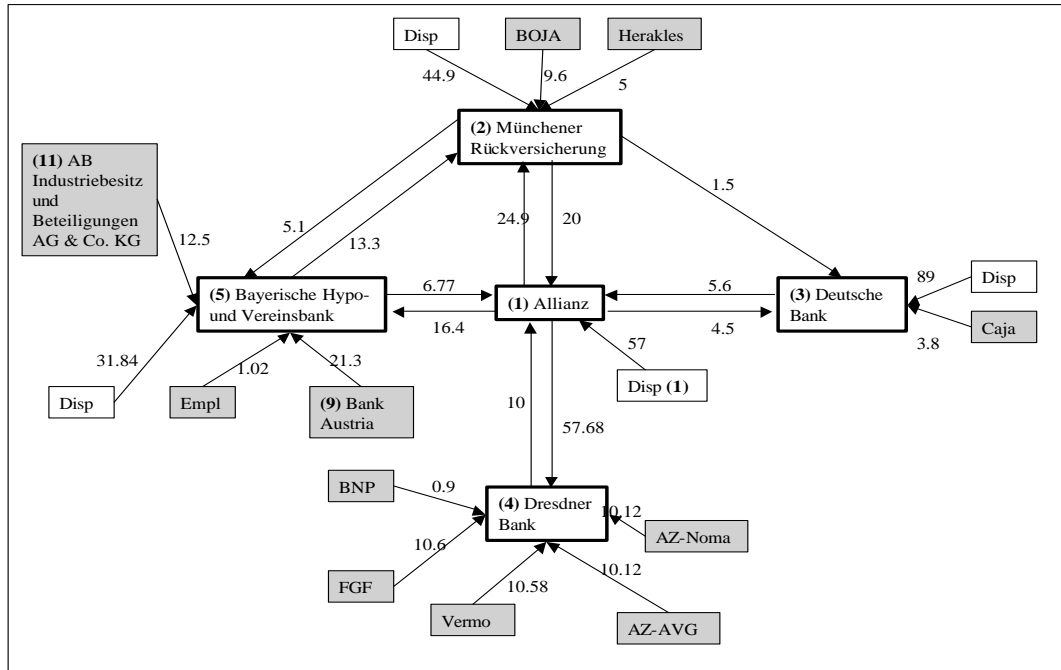 Disp
BOJA
Herakles
44.9
9.6
5
(2) Münchener
Rückversicherung
(11) AB
Industriebesitz
und
Beteiligungen
AG & Co. KG
12.5
5.1
13.3
24.9
20
1.5
(5) Bayerische Hypo-
und Vereinsbank
6.77
16.4
(1) Allianz
5.6
4.5
(3) Deutsche
Bank
89
Disp
Caja
3.8
31.84
1.02
21.3
57
Disp
Empl
(9) Bank
Austria
Disp (1)
10
57.68
BNP
0.9
(4) Dresdner
Bank
10.12
AZ-Noma
10.6
FGF
10.58
10.12
Vermo
AZ-AVG